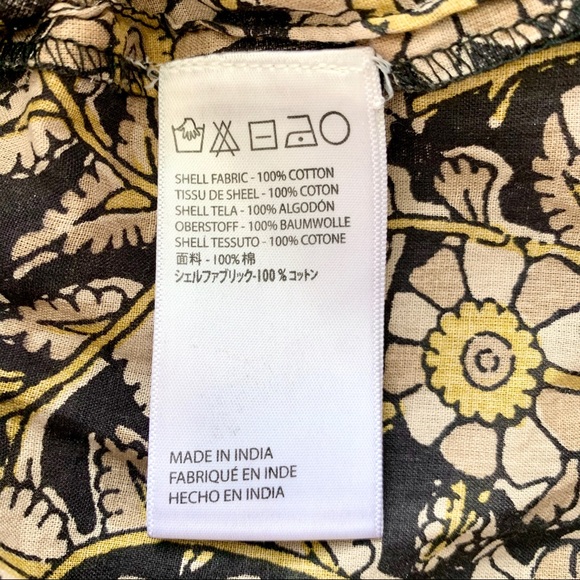 SHELL FABRIC - 100% COTTON
TISSU DE SHEEL - 100% COTON
SHELL TELA - 100% ALGODÓN
OBERSTOFF - 100% BAUMWOLLE
SHELL TESSUTO - 100% COTONE
面料 - 100% 棉
シェルファブリック-100%コットン
MADE IN INDIA
FABRIQUÉ EN INDE
HECHO EN INDIA